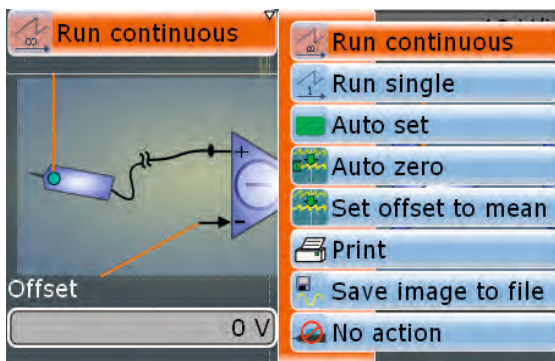 Run continuous
Offset
0 V
Run continuous
Run single
Auto set
Auto zero
Set offset to mean
Print
Save image to file
No action